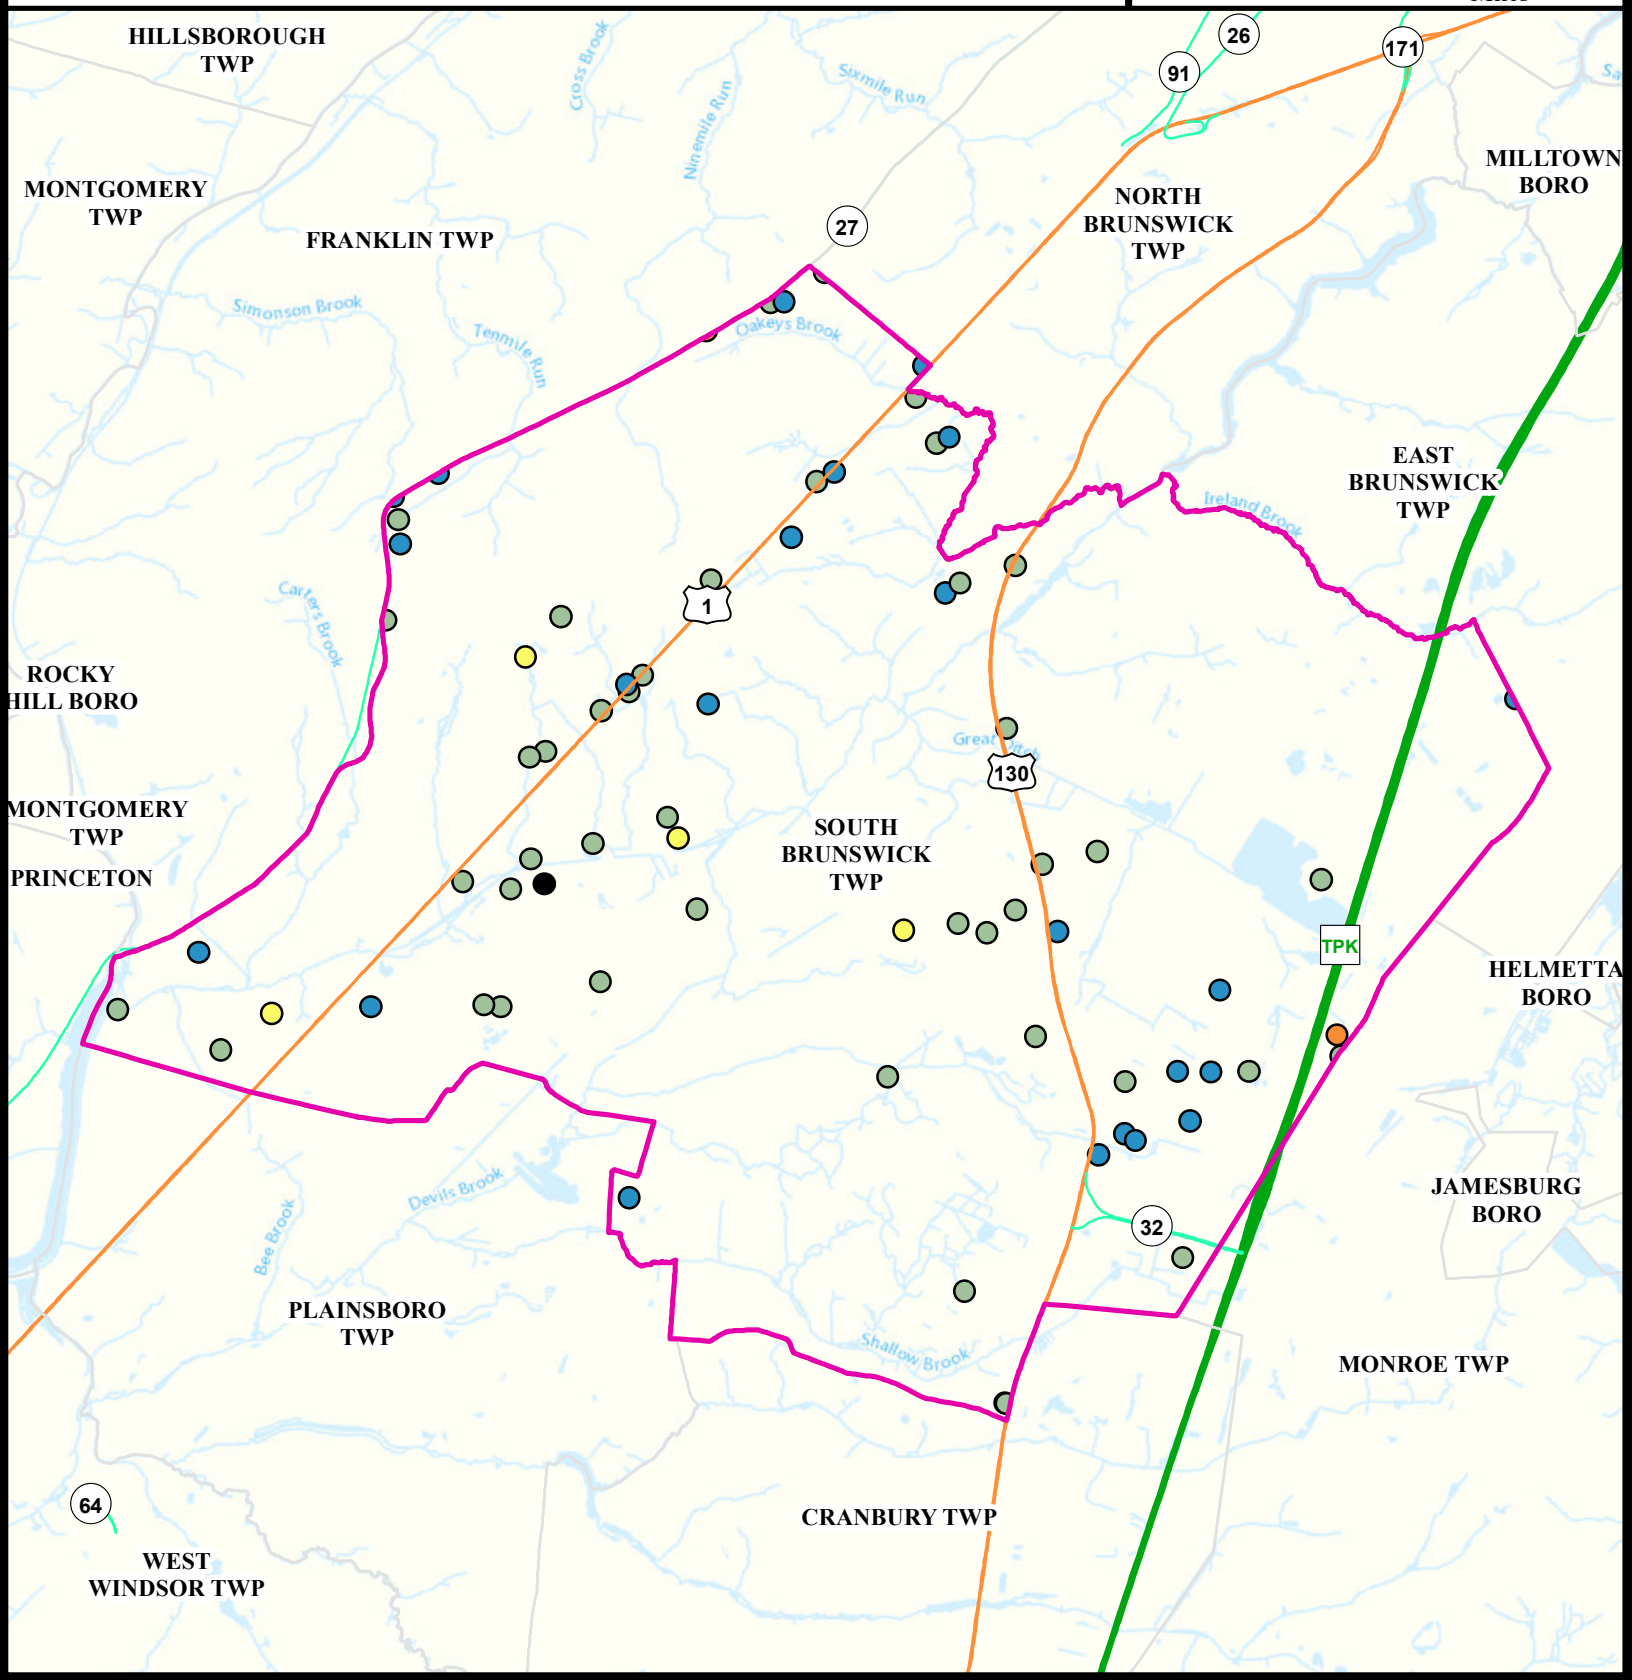 HILLSBOROUGH
TWP
Cross Brook
Sixmile Run
26
91
171
Ninemile Run
MILLTOWN
BORO
MONTGOMERY
TWP
FRANKLIN TWP
27
NORTH
BRUNSWICK
TWP
Simonson Brook
Tenmile Run
Oakeys Brook
EAST
BRUNSWICK
TWP
Ireland Brook
Carters Brook
1
ROCKY
HILL BORO
Great Ditch
130
MONTGOMERY
TWP
PRINCETON
SOUTH
BRUNSWICK
TWP
TPK
HELMETTA
BORO
JAMESBURG
BORO
Devils Brook
Bee Brook
32
PLAINSBORO
TWP
Shallow Brook
MONROE TWP
64
CRANBURY TWP
WEST
WINDSOR TWP